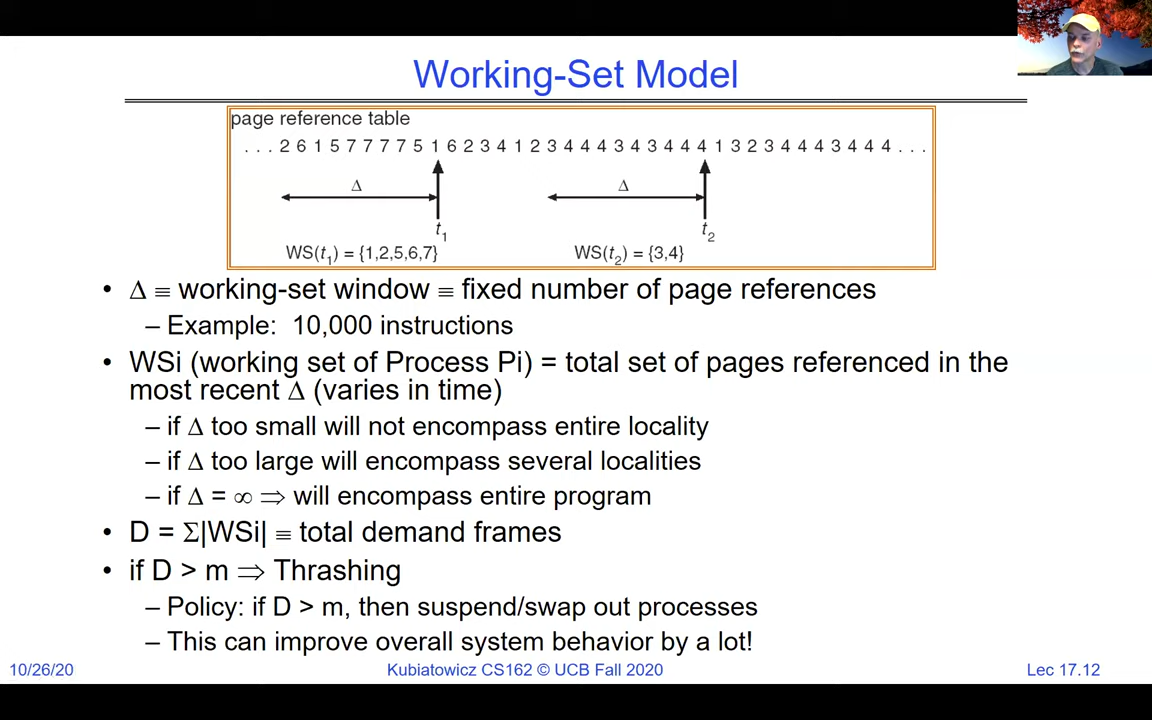 Working-Set Model
page reference table
. . . 2 6 1 5 7 7 7 7 5 1 6 2 3 4 1 2 3 4 4 4 3 4 3 4 4 4 1 3 2 3 4 4 4 3 4 4 4 . . .
Δ Δ
t1 t2
WS(t1) = {1,2,5,6,7} WS(t2) = {3,4}
• Δ ≡ working-set window ≡ fixed number of page references
– Example: 10,000 instructions
• WSi (working set of Process Pi) = total set of pages referenced in the
most recent Δ (varies in time)
– if Δ too small will not encompass entire locality
– if Δ too large will encompass several localities
– if Δ = ∞ ⇒ will encompass entire program
• D = Σ|WSi| ≡ total demand frames
• if D > m ⇒ Thrashing
– Policy: if D > m, then suspend/swap out processes
– This can improve overall system behavior by a lot!
10/26/20 Kubiatowicz CS162 © UCB Fall 2020 Lec 17.12